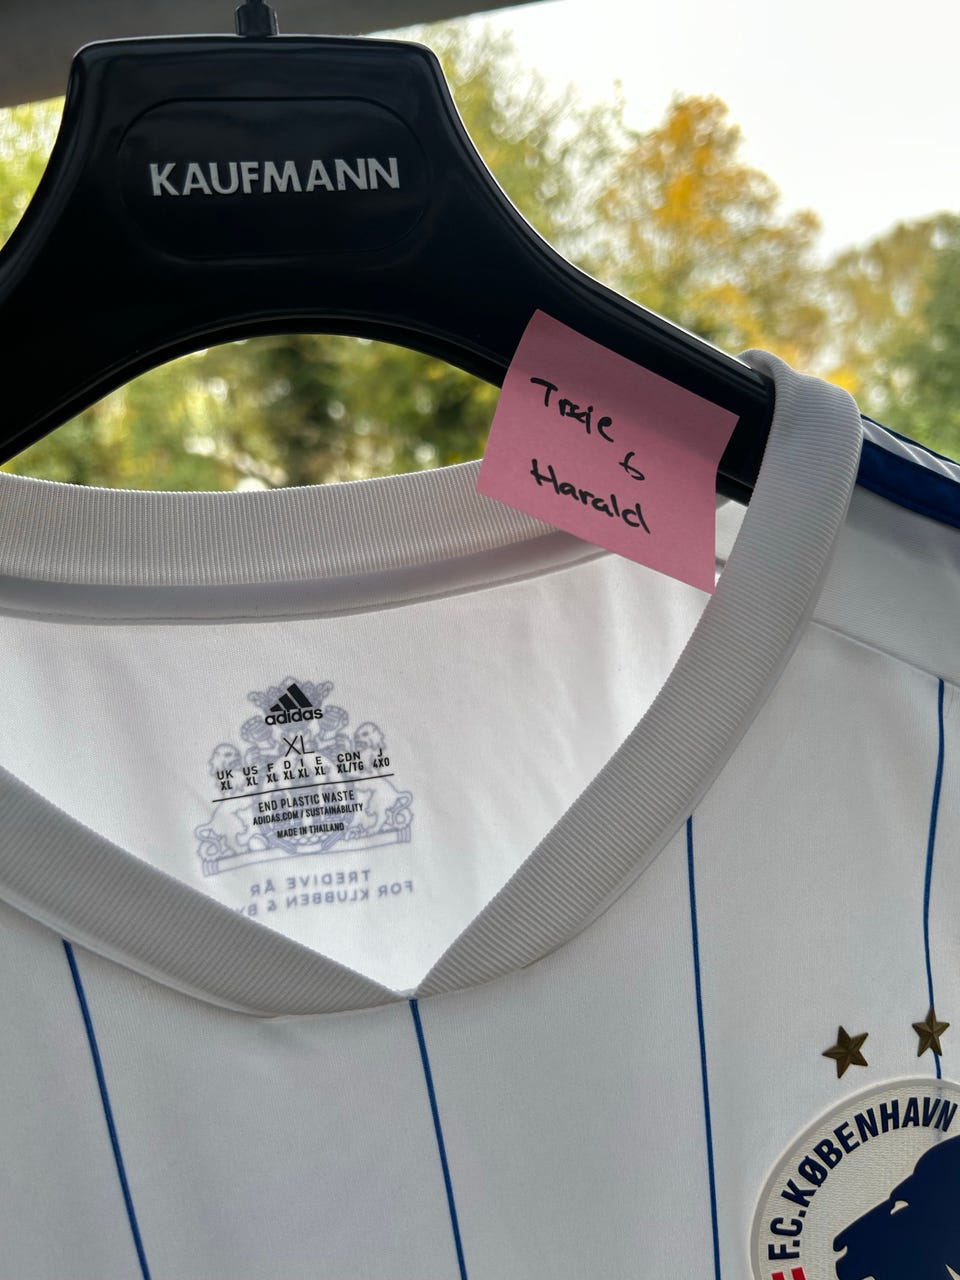 KAUFMANN
Harald
adidas
XL
UK US F D I E CDN J
XL XL XL XL XL XL XL/TG 4XO
END PLASTIC WASTE
ADIDAS.COM / SUSTAINABILITY
MADE IN THAILAND
TREDIVE ÅR
FOR KLUBBEN & BY
F.C.KØBENHAVN